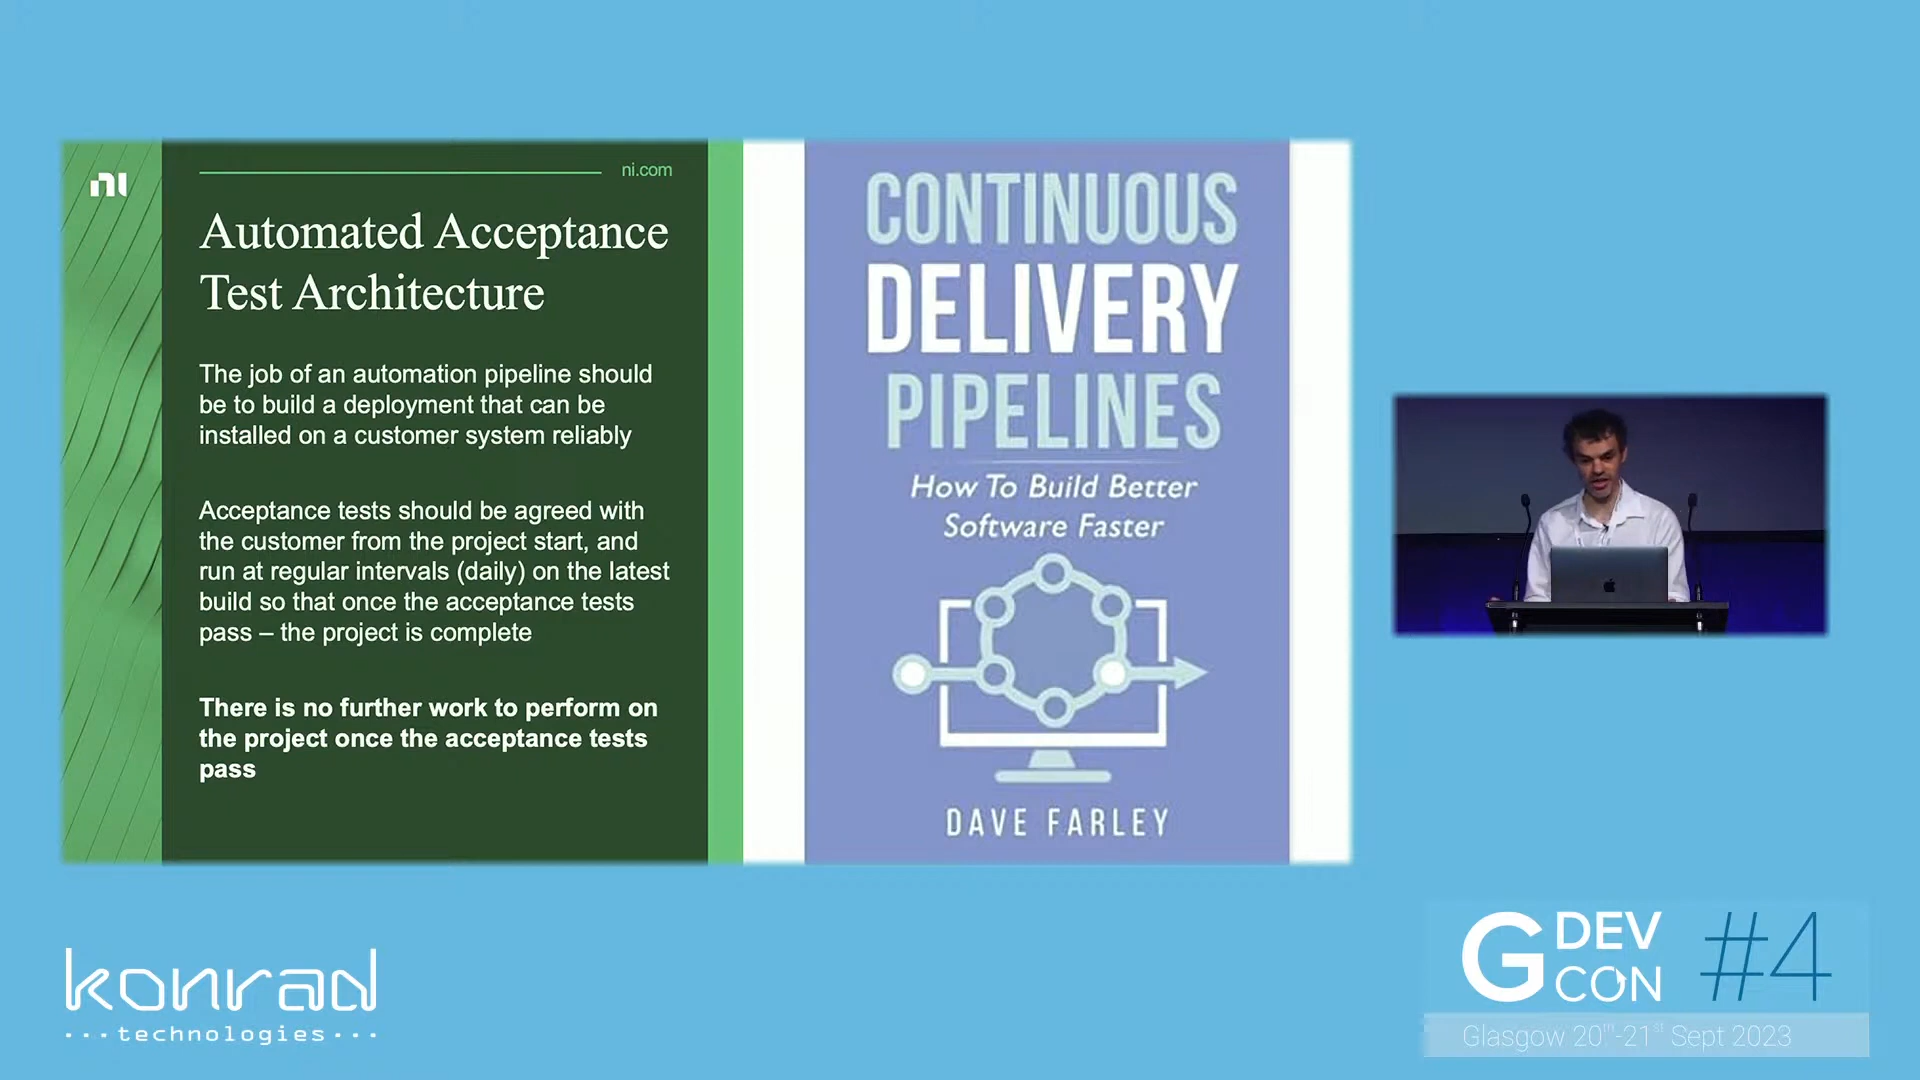 ni
ni.com
Automated Acceptance
Test Architecture
The job of an automation pipeline should
be to build a deployment that can be
installed on a customer system reliably
Acceptance tests should be agreed with
the customer from the project start, and
run at regular intervals (daily) on the latest
build so that once the acceptance tests
pass – the project is complete
There is no further work to perform on
the project once the acceptance tests
pass
CONTINUOUS
DELIVERY
PIPELINES
How To Build Better
Software Faster
DAVE FARLEY
konrad
···technologies···
G DEV CON #4
Glasgow 20th-21st Sept 2023